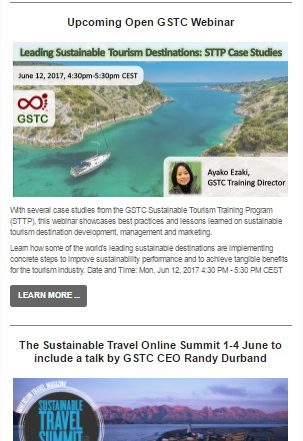 Upcoming Open GSTC Webinar
Leading Sustainable Tourism Destinations: STTP Case Studies
June 12, 2017, 4:30pm-5:30pm CEST
GSTC
Ayako Ezaki,
GSTC Training Director
With several case studies from the GSTC Sustainable Tourism Training Program
(STTP), this webinar showcases best practices and lessons learned on sustainable
tourism destination development, management and marketing.
Learn how some of the world's leading sustainable destinations are implementing
concrete steps to improve sustainability performance and to achieve tangible benefits
for the tourism industry. Date and Time: Mon, Jun 12, 2017 4:30 PM - 5:30 PM CEST
LEARN MORE ...
The Sustainable Travel Online Summit 1-4 June to
include a talk by GSTC CEO Randy Durband
TRAVEL MAGAZINE
SUSTAINABLE
TRAVEL
SUMMIT